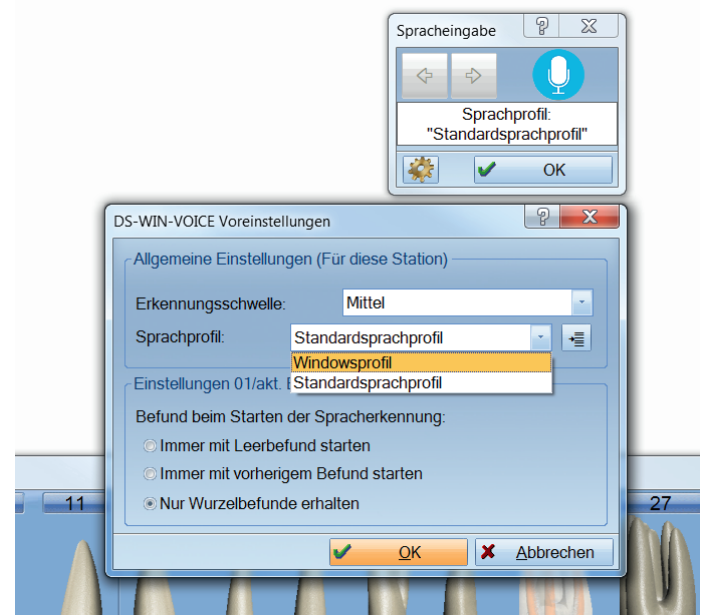 Spracheingabe
Sprachprofil:
"Standardsprachprofil"
OK
DS-WIN-VOICE Voreinstellungen
Allgemeine Einstellungen (Für diese Station)
Erkennungsschwelle: Mittel
Sprachprofil: Standardsprachprofil
Windowsprofil
Standardsprachprofil
Einstellungen 01/akt.
Befund beim Starten der Spracherkennung:
Immer mit Leerbefund starten
Immer mit vorherigem Befund starten
Nur Wurzelbefunde erhalten
OK Abbrechen
11 27